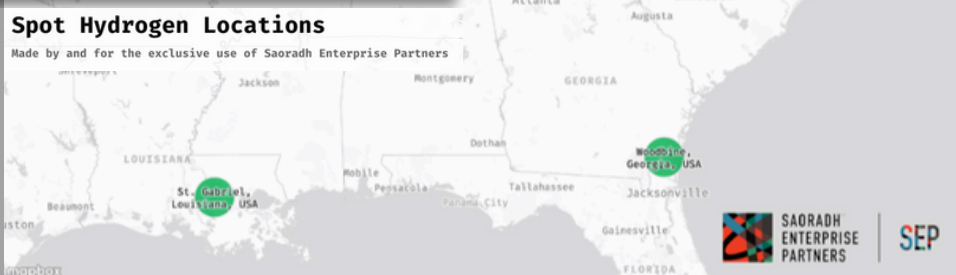 Spot Hydrogen Locations
Made by and for the exclusive use of Saoradh Enterprise Partners
Atlanta
Augusta
Shreveport
Jackson
Montgomery
GEORGIA
Dothan
LOUISIANA
Woodbine,
Georgia, USA
Mobile
Pensacola
Tallahassee
Jacksonville
St. Gabriel,
Louisiana, USA
Beaumont
Panama City
uston
Gainesville
SAORADH
ENTERPRISE
PARTNERS
SEP
FLORIDA
mapbox